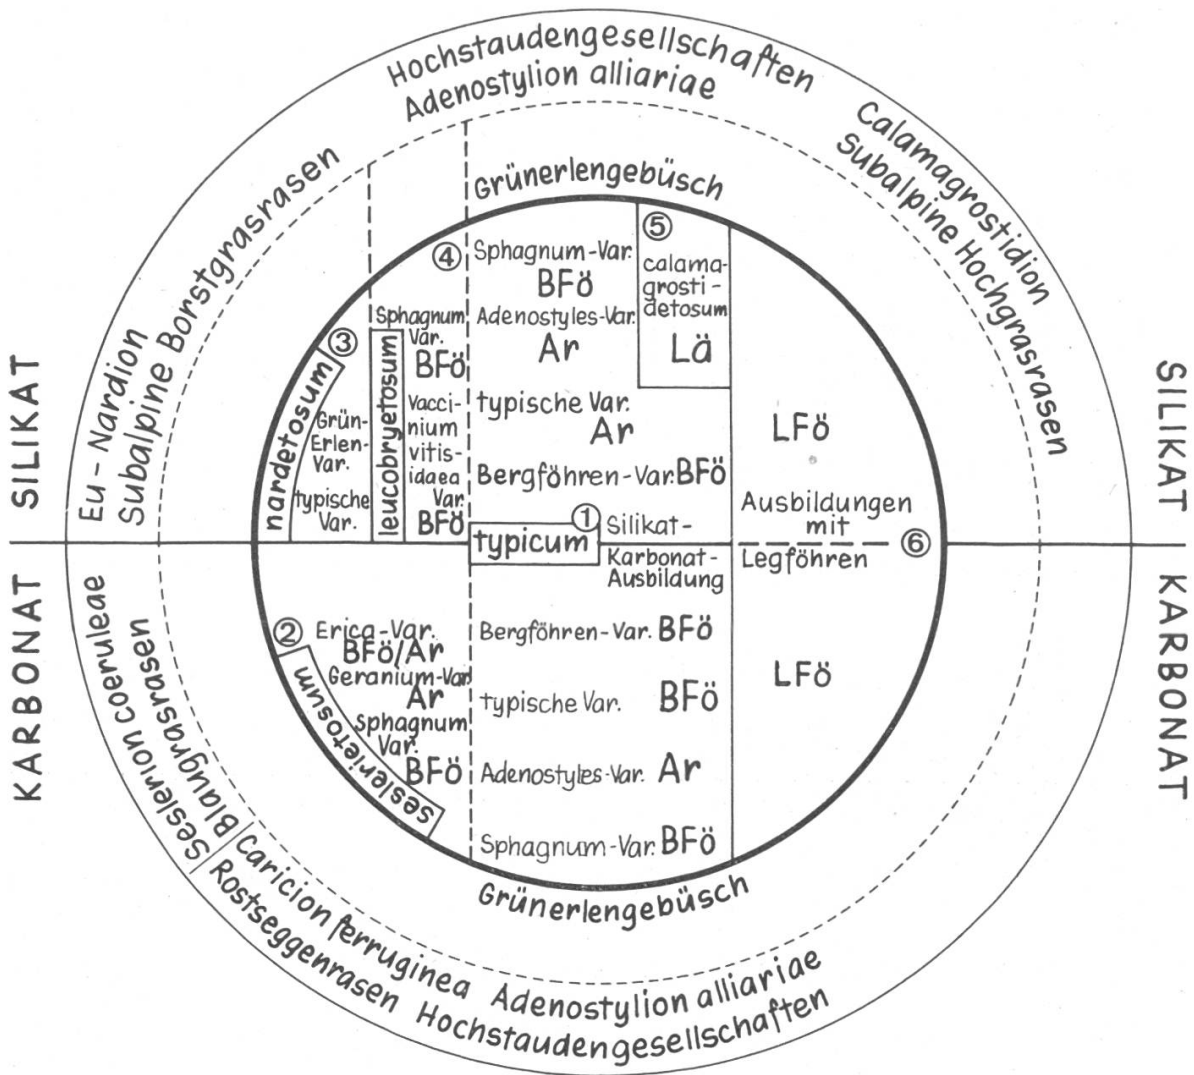 Hochstaudengesellschaften
Adenostylion alliariae
Calamagrostidion
Subalpine Hochgrasrasen
Eu-Nardion
Subalpine Borstgrasrasen
SILIKAT
SILIKAT
Grünerlengebüsch
③
nardetosum
Grün-
Erlen-
Var.
typische
Var.
leucobryetosum
④
Sphagnum
Var.
BFö
Vacci-
nium
vitis-
idaea
Var.
BFö
Sphagnum-Var.
BFö
Adenostyles-Var.
Ar
typische Var.
Ar
Bergföhren-Var. BFö
⑤
calama-
grosti-
detosum
Lä
LFö
① Silikat-
typicum
Karbonat-
Ausbildung
Ausbildungen
mit
⑥
Legföhren
②
seslerietosum
Erica-Var.
BFö/Ar
Geranium-Var
Ar
Sphagnum
Var.
BFö
Bergföhren-Var. BFö
typische Var. BFö
Adenostyles-Var. Ar
Sphagnum-Var. BFö
LFö
Grünerlengebüsch
KARBONAT
KARBONAT
Seslerion coeruleae
Blaugrasrasen
Caricion ferruginea
Rostseggenrasen
Adenostylion alliariae
Hochstaudengesellschaften